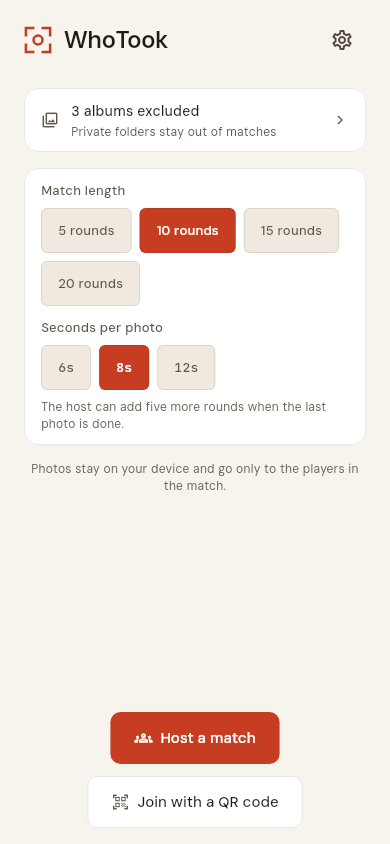 WhoTook
3 albums excluded
Private folders stay out of matches
Match length
5 rounds
10 rounds
15 rounds
20 rounds
Seconds per photo
6s
8s
12s
The host can add five more rounds when the last
photo is done.
Photos stay on your device and go only to the players in
the match.
Host a match
Join with a QR code